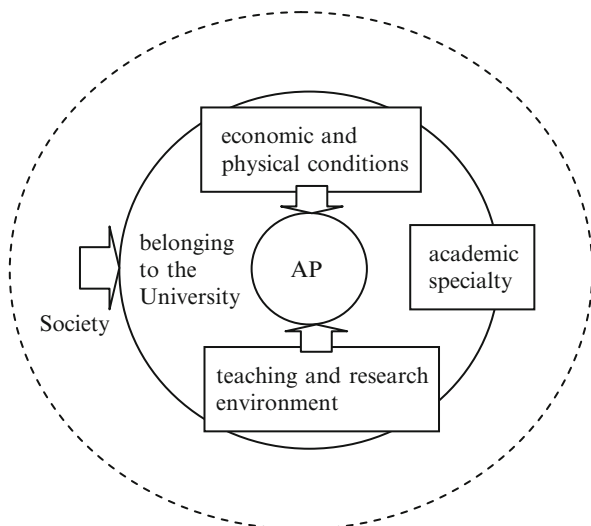 economic and
physical conditions
belonging
to the
University
AP
academic
specialty
Society
teaching and research
environment